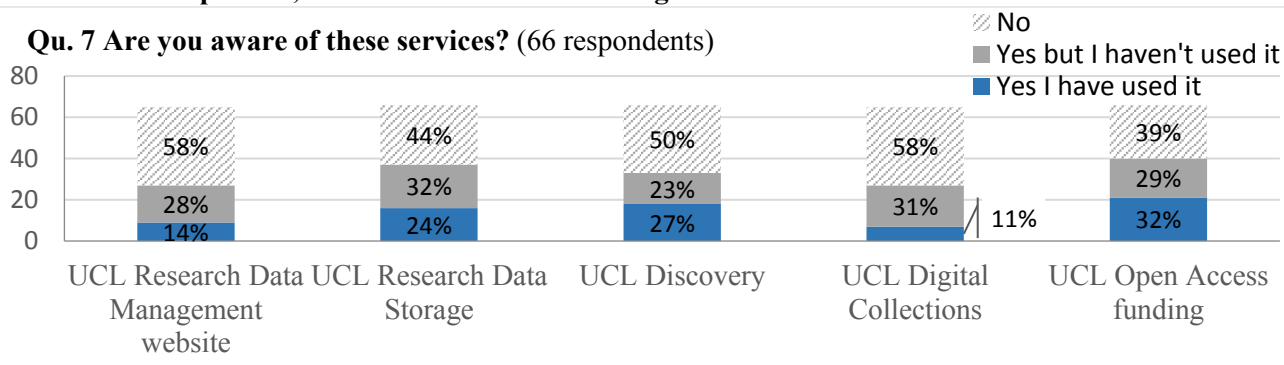 Qu. 7 Are you aware of these services? (66 respondents)
No
Yes but I haven't used it
Yes I have used it
80
60
40
20
0
58%
44%
50%
58%
39%
28%
32%
23%
31%
29%
14%
24%
27%
11%
32%
UCL Research Data Management website
UCL Research Data Storage
UCL Discovery
UCL Digital Collections
UCL Open Access funding